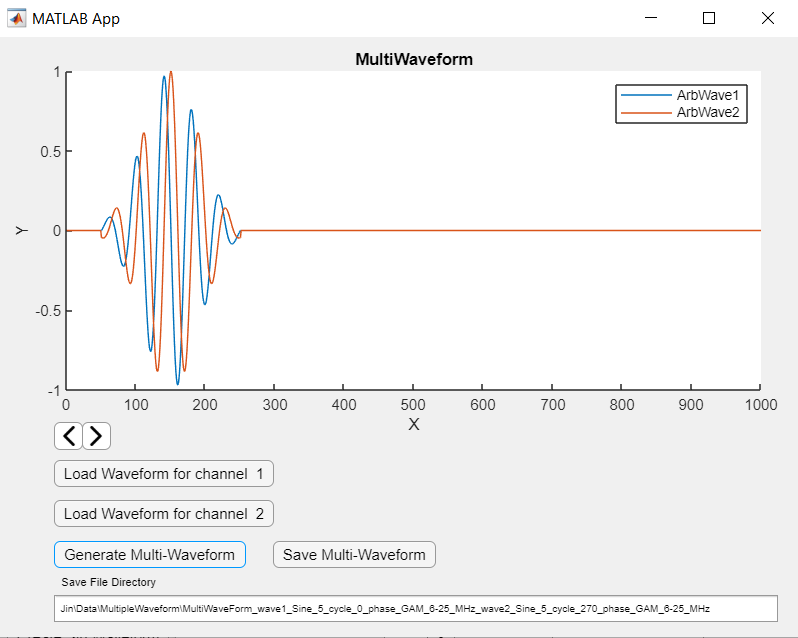 MATLAB App
MultiWaveform
ArbWave1
ArbWave2
1
0.5
0
-0.5
-1
Y
0 100 200 300 400 500 600 700 800 900 1000
X
Load Waveform for channel 1
Load Waveform for channel 2
Generate Multi-Waveform Save Multi-Waveform
Save File Directory
Jin\Data\MultipleWaveform\MultiWaveForm_wave1_Sine_5_cycle_0_phase_GAM_6-25_MHz_wave2_Sine_5_cycle_270_phase_GAM_6-25_MHz